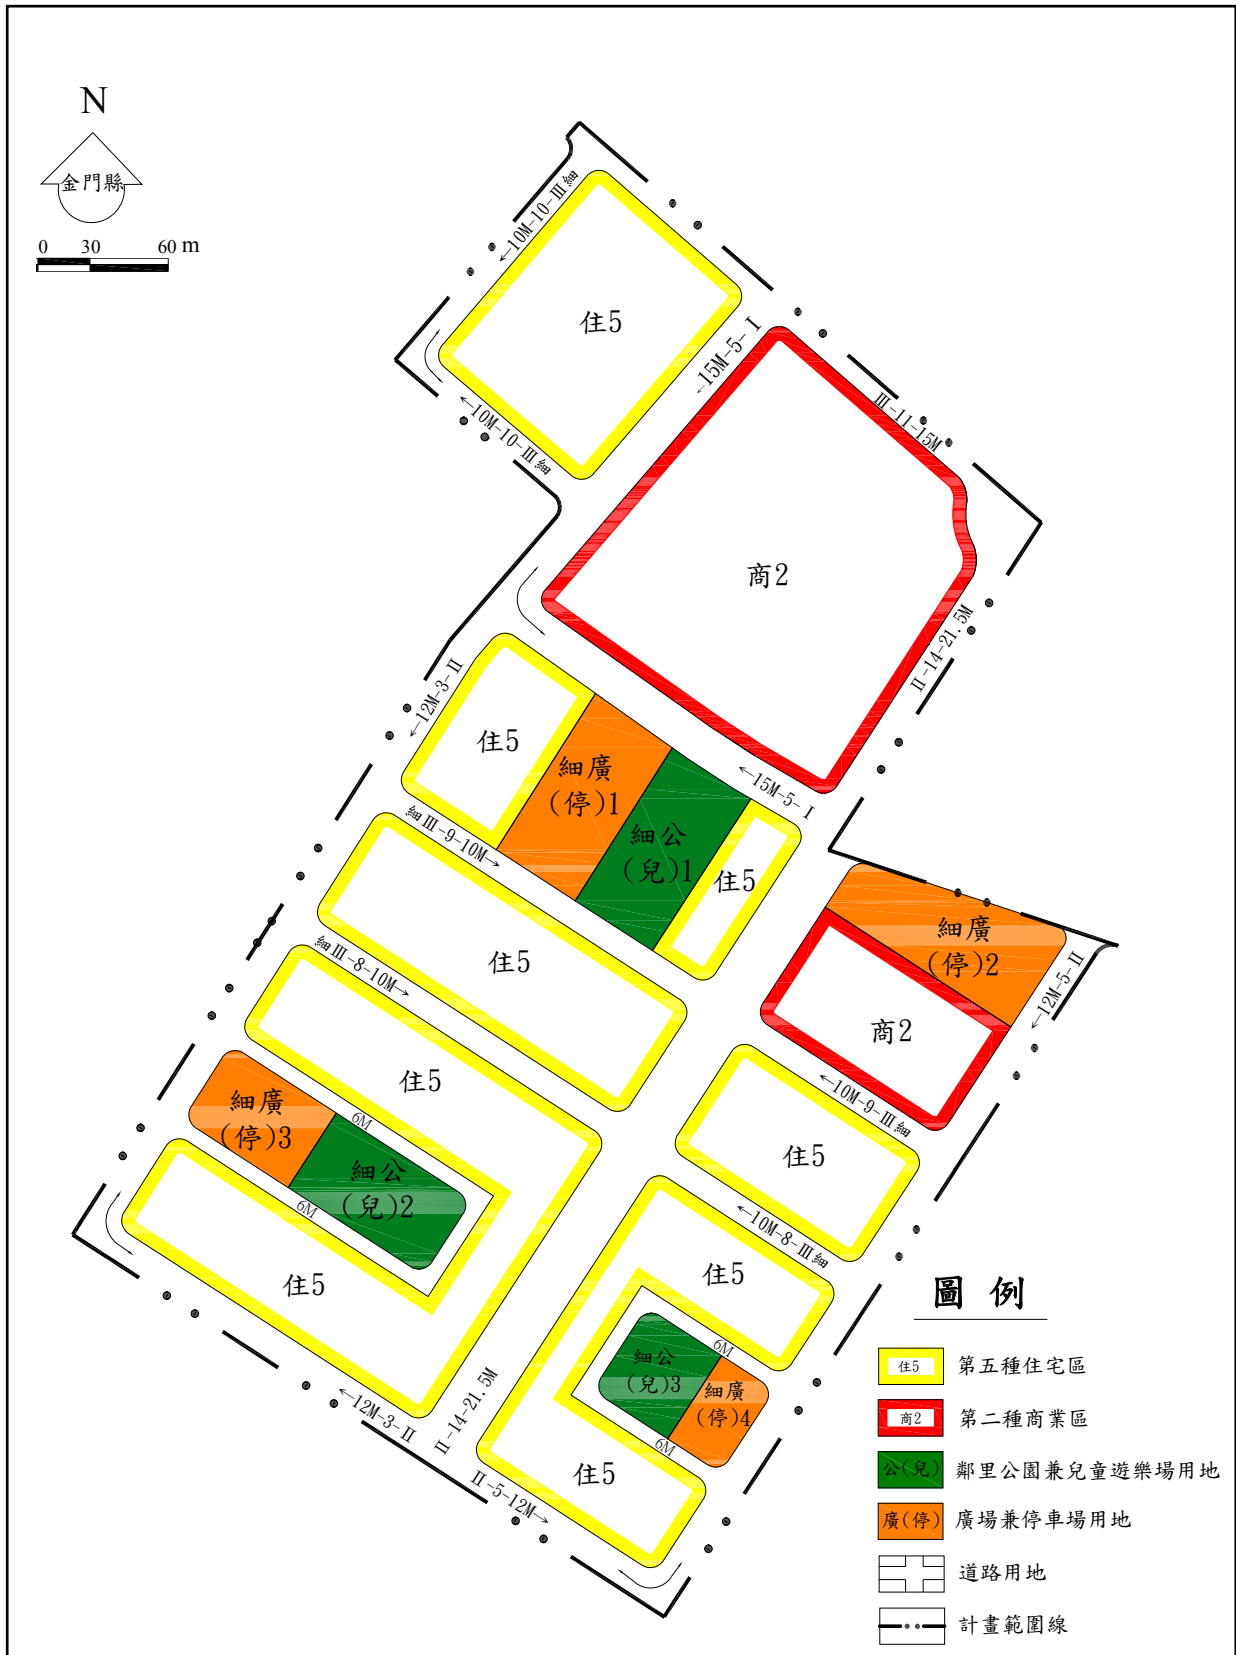 N
金門縣
0 30 60 m
←10M-10-Ⅲ細
住5
←15M-5-Ⅰ
Ⅲ-11-15M
←10M-10-Ⅲ細
商2
Ⅱ-14-21.5M
←12M-3-Ⅱ
住5
細廣
(停)1
←15M-5-Ⅰ
細公
(兒)1
住5
細Ⅲ-9-10M→
細廣
(停)2
住5
細Ⅲ-8-10M→
←12M-5-Ⅱ
商2
住5
←10M-9-Ⅲ細
細廣
(停)3
6M
住5
細公
(兒)2
6M
←10M-8-Ⅲ細
住5
住5
6M
細公
(兒)3
細廣
(停)4
6M
←12M-3-Ⅱ
Ⅱ-14-21.5M
住5
Ⅱ-5-12M→
圖 例
住5 第五種住宅區
商2 第二種商業區
公(兒) 鄰里公園兼兒童遊樂場用地
廣(停) 廣場兼停車場用地
道路用地
計畫範圍線